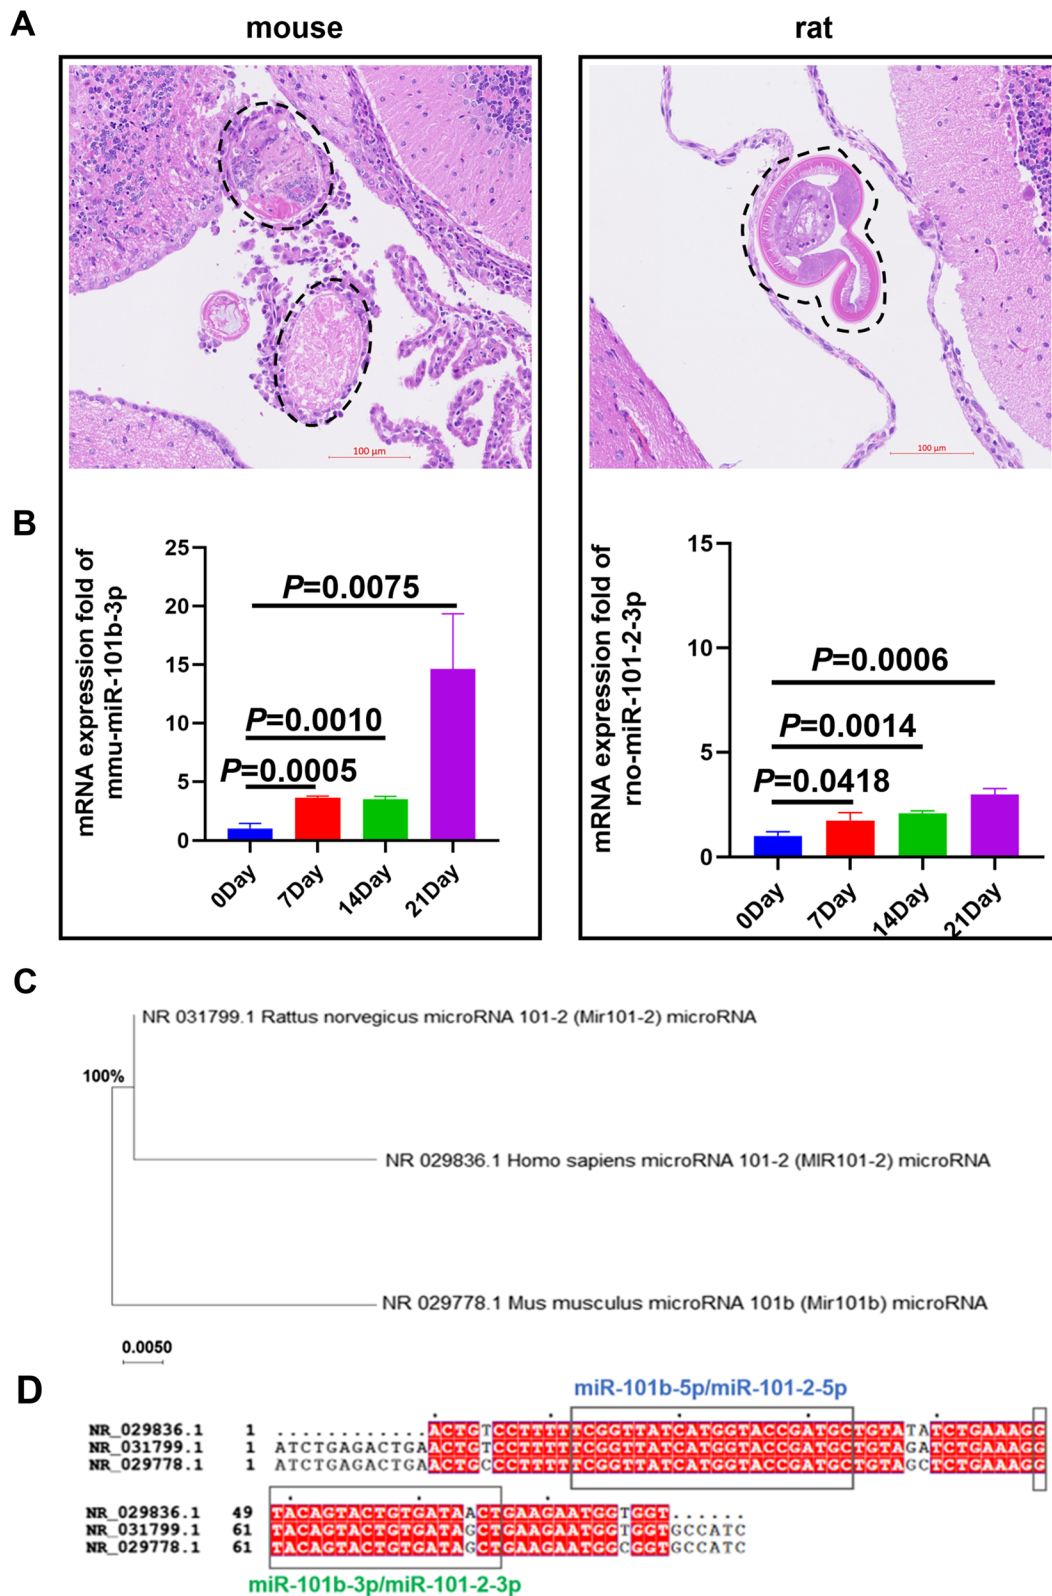 A
mouse
rat
100 µm
100 µm
B
mRNA expression fold of
mmu-miR-101b-3p
25
20
15
10
5
0
P=0.0075
P=0.0010
P=0.0005
0Day
7Day
14Day
21Day
mRNA expression fold of
rno-miR-101-2-3p
15
10
5
0
P=0.0006
P=0.0014
P=0.0418
0Day
7Day
14Day
21Day
C
NR 031799.1 Rattus norvegicus microRNA 101-2 (Mir101-2) microRNA
100%
NR 029836.1 Homo sapiens microRNA 101-2 (MIR101-2) microRNA
NR 029778.1 Mus musculus microRNA 101b (Mir101b) microRNA
0.0050
D
miR-101b-5p/miR-101-2-5p
NR_029836.1 1 ............ACTGTCCTTTTTCGGTTATCATGGTACCGATGCTGTATATCTGAAAGG
NR_031799.1 1 ATCTGAGACTGAACTGTCCTTTTTCGGTTATCATGGTACCGATGCTGTAGATCTGAAAGG
NR_029778.1 1 ATCTGAGACTGAACTGCCCTTTTTCGGTTATCATGGTACCGATGCTGTAGCTCTGAAAGG
NR_029836.1 49 TACAGTACTGTGATAACTGAAGAATGGTGGT......
NR_031799.1 61 TACAGTACTGTGATAGCTGAAGAATGGTGGTGCCATC
NR_029778.1 61 TACAGTACTGTGATAGCTGAAGAATGGCGGTGCCATC
miR-101b-3p/miR-101-2-3p